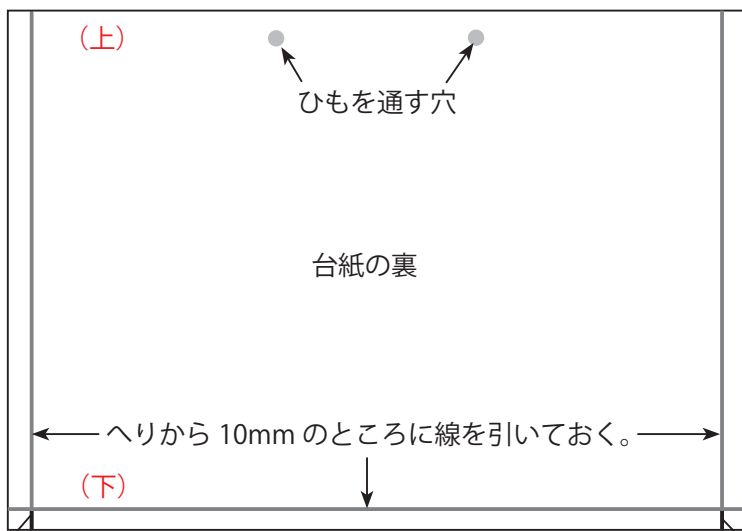 （上）
ひもを通す穴
台紙の裏
へりから 10mm のところに線を引いておく。
（下）